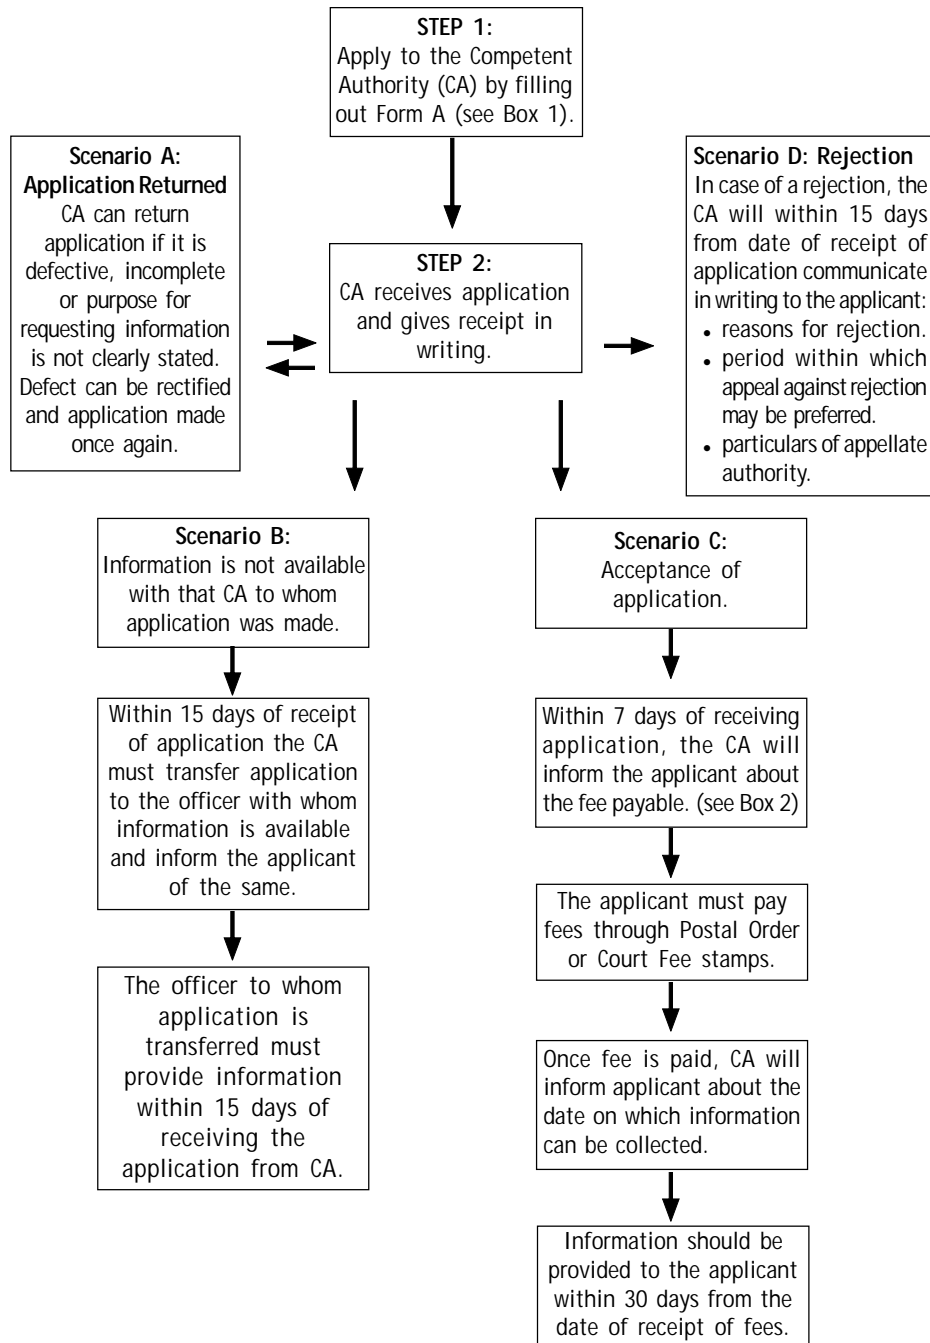 STEP 1:
Apply to the Competent
Authority (CA) by filling
out Form A (see Box 1).
Scenario A:
Application Returned
CA can return
application if it is
defective, incomplete
or purpose for
requesting information
is not clearly stated.
Defect can be rectified
and application made
once again.
STEP 2:
CA receives application
and gives receipt in
writing.
Scenario D: Rejection
In case of a rejection, the
CA will within 15 days
from date of receipt of
application communicate
in writing to the applicant:
• reasons for rejection.
• period within which
appeal against rejection
may be preferred.
• particulars of appellate
authority.
Scenario B:
Information is not available
with that CA to whom
application was made.
Within 15 days of receipt
of application the CA
must transfer application
to the officer with whom
information is available
and inform the applicant
of the same.
The officer to whom
application is
transferred must
provide information
within 15 days of
receiving the
application from CA.
Scenario C:
Acceptance of
application.
Within 7 days of receiving
application, the CA will
inform the applicant about
the fee payable. (see Box 2)
The applicant must pay
fees through Postal Order
or Court Fee stamps.
Once fee is paid, CA will
inform applicant about the
date on which information
can be collected.
Information should be
provided to the applicant
within 30 days from the
date of receipt of fees.